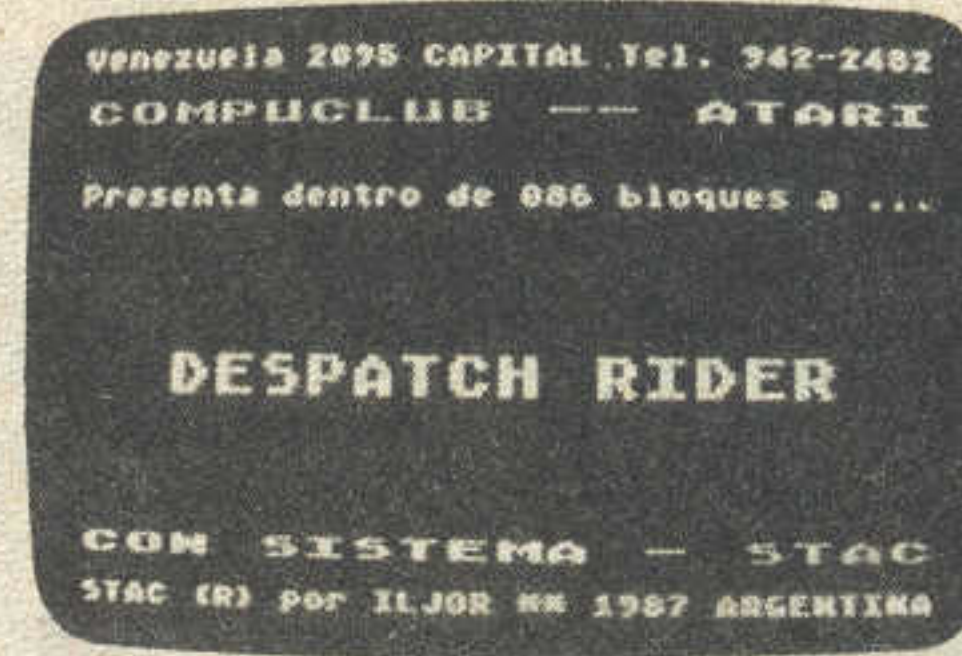 Venezuela 2095 CAPITAL .Tel. 942-2482
COMPUCLUB -- ATARI
Presenta dentro de 086 bloques a ...
DESPATCH RIDER
CON SISTEMA - STAC
STAC (R) por ILJOR ** 1987 ARGENTINA